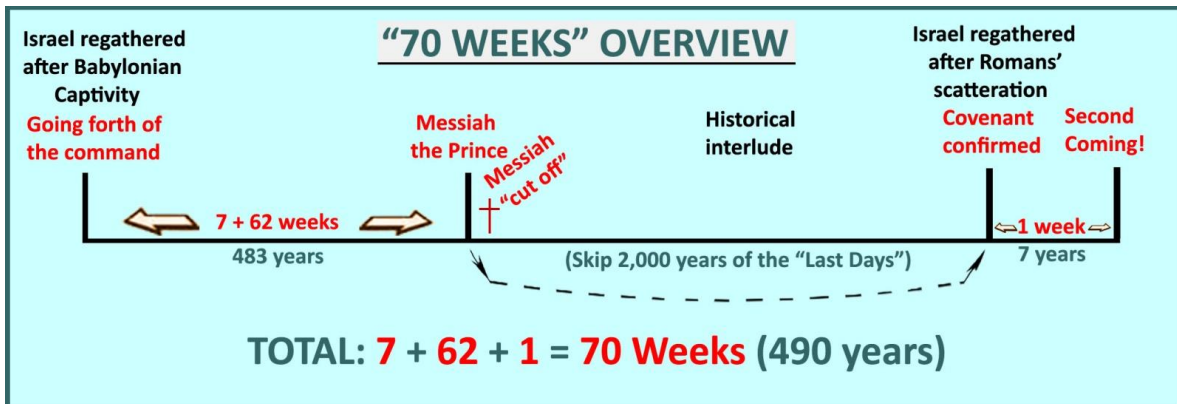 “70 WEEKS” OVERVIEW
Israel regathered
after Babylonian
Captivity
Going forth of
the command
Messiah
the Prince
Messiah
“cut off”
Historical
interlude
Israel regathered
after Romans’
scatteration
Covenant
confirmed
Second
Coming!
7 + 62 weeks
1 week
483 years
(Skip 2,000 years of the “Last Days”)
7 years
TOTAL: 7 + 62 + 1 = 70 Weeks (490 years)